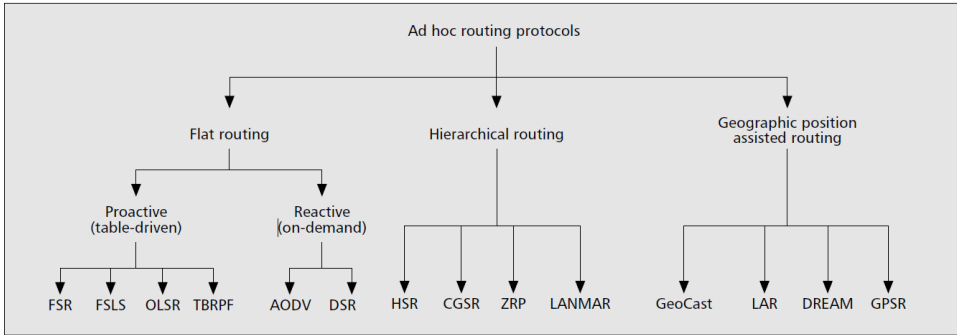 Ad hoc routing protocols
Flat routing
Hierarchical routing
Geographic position
assisted routing
Proactive
(table-driven)
Reactive
(on-demand)
FSR
FSLS
OLSR
TBRPF
AODV
DSR
HSR
CGSR
ZRP
LANMAR
GeoCast
LAR
DREAM
GPSR